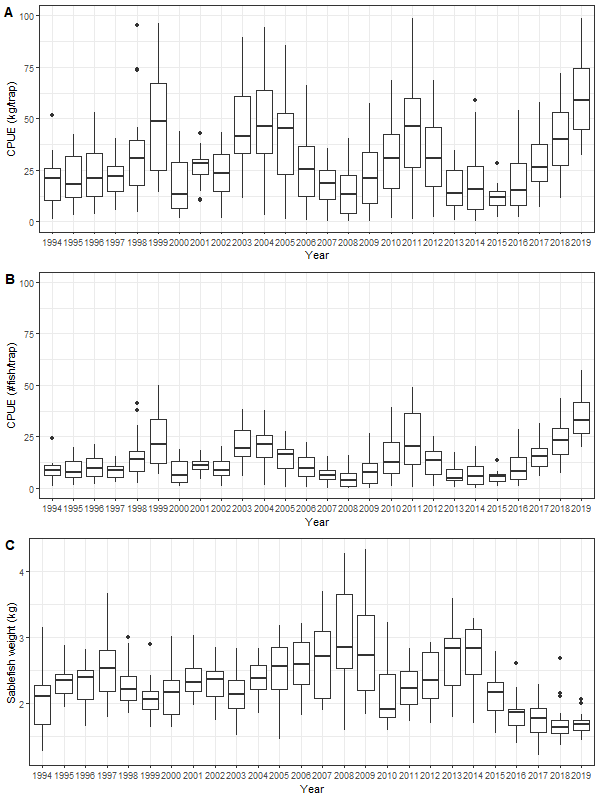 A
CPUE (kg/trap)
100
75
50
25
0
1994 1995 1996 1997 1998 1999 2000 2001 2002 2003 2004 2005 2006 2007 2008 2009 2010 2011 2012 2013 2014 2015 2016 2017 2018 2019
Year
B
CPUE (#fish/trap)
100
75
50
25
0
1994 1995 1996 1997 1998 1999 2000 2001 2002 2003 2004 2005 2006 2007 2008 2009 2010 2011 2012 2013 2014 2015 2016 2017 2018 2019
Year
C
Sablefish weight (kg)
4
3
2
1994 1995 1996 1997 1998 1999 2000 2001 2002 2003 2004 2005 2006 2007 2008 2009 2010 2011 2012 2013 2014 2015 2016 2017 2018 2019
Year